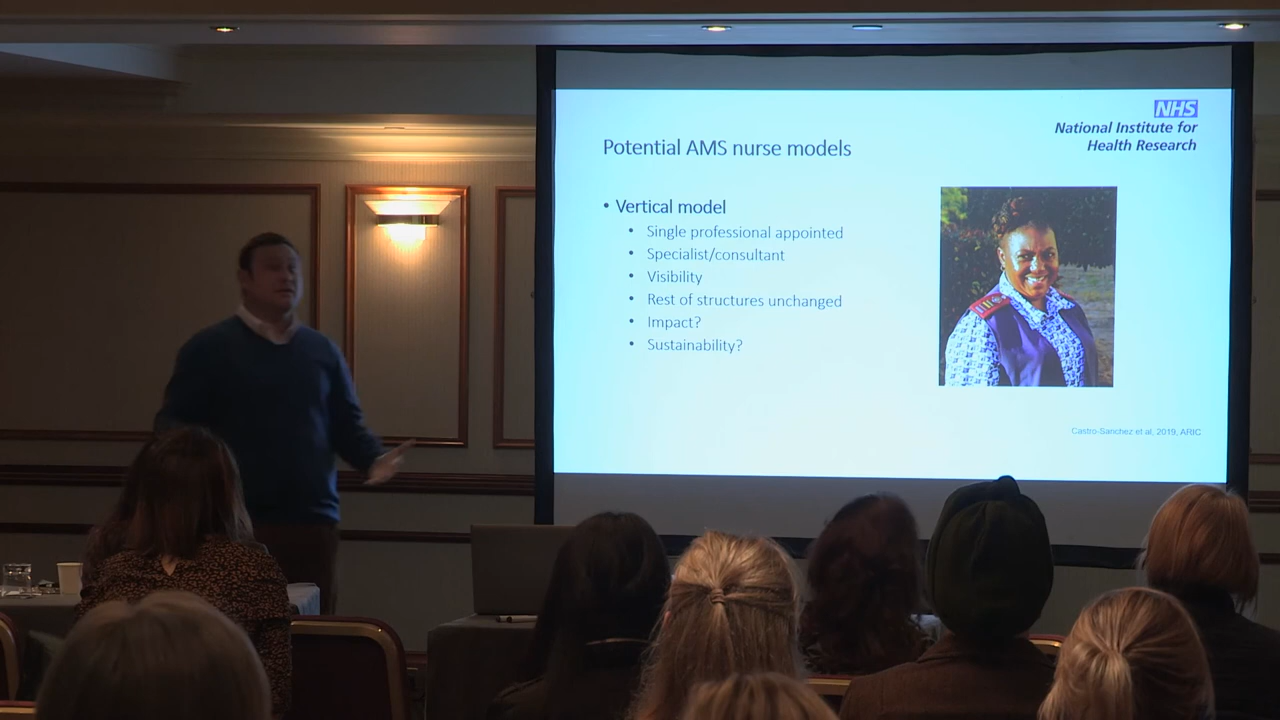 NHS
National Institute for
Health Research
Potential AMS nurse models
• Vertical model
• Single professional appointed
• Specialist/consultant
• Visibility
• Rest of structures unchanged
• Impact?
• Sustainability?
Castro-Sanchez et al, 2019, ARIC